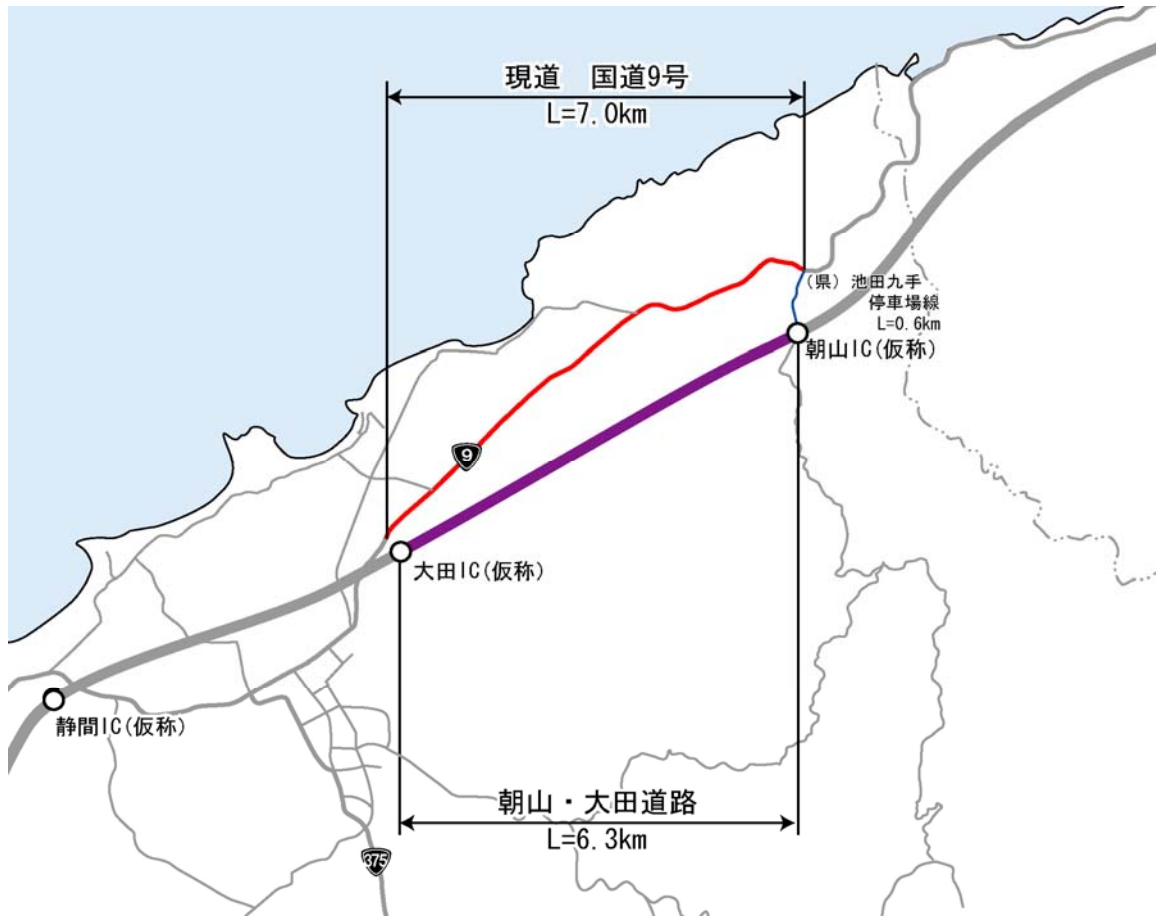 現道　国道9号
L=7.0km
（県）池田九手
停車場線
L=0.6km
朝山IC(仮称)
9
大田IC(仮称)
静間IC(仮称)
朝山・大田道路
L=6.3km
375